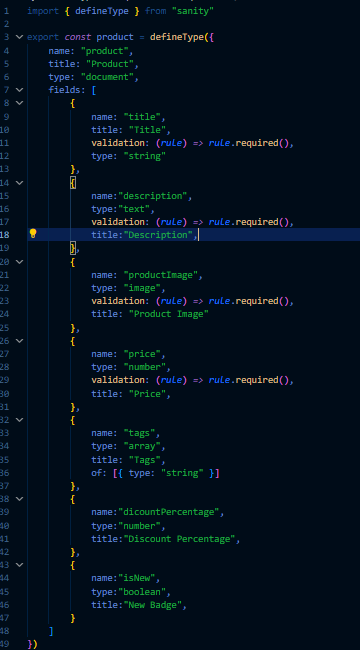 1 import { defineType } from "sanity"
2
3 export const product = defineType({
4 name: "product",
5 title: "Product",
6 type: "document",
7 fields: [
8 {
9 name: "title",
10 title: "Title",
11 validation: (rule) => rule.required(),
12 type: "string"
13 },
14 {
15 name:"description",
16 type:"text",
17 validation: (rule) => rule.required(),
18 title:"Description",
19 },
20 {
21 name: "productImage",
22 type: "image",
23 validation: (rule) => rule.required(),
24 title: "Product Image"
25 },
26 {
27 name: "price",
28 type: "number",
29 validation: (rule) => rule.required(),
30 title: "Price",
31 },
32 {
33 name: "tags",
34 type: "array",
35 title: "Tags",
36 of: [{ type: "string" }]
37 },
38 {
39 name:"dicountPercentage",
40 type:"number",
41 title:"Discount Percentage",
42 },
43 {
44 name:"isNew",
45 type:"boolean",
46 title:"New Badge",
47 }
48 ]
49 })